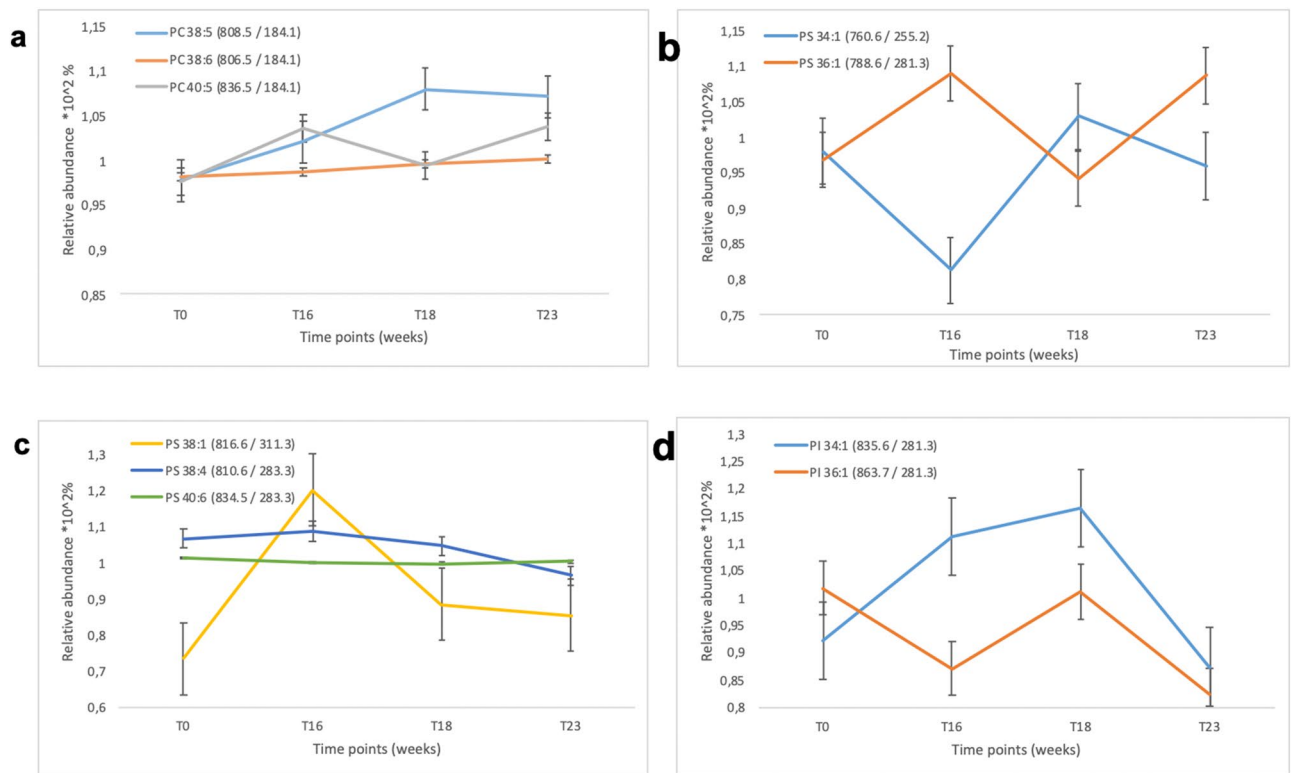 a
PC 38:5 (808.5 / 184.1)
PC 38:6 (806.5 / 184.1)
PC 40:5 (836.5 / 184.1)
Relative abundance *10^2 %
1,15
1,1
1,05
1
0,95
0,9
0,85
T0 T16 T18 T23
Time points (weeks)
b
PS 34:1 (760.6 / 255.2)
PS 36:1 (788.6 / 281.3)
Relative abundance *10^2%
1,15
1,1
1,05
1
0,95
0,9
0,85
0,8
0,75
T0 T16 T18 T23
Time points (weeks)
c
PS 38:1 (816.6 / 311.3)
PS 38:4 (810.6 / 283.3)
PS 40:6 (834.5 / 283.3)
Relative abundance *10^2%
1,3
1,2
1,1
1
0,9
0,8
0,7
0,6
T0 T16 T18 T23
Time points (weeks)
d
PI 34:1 (835.6 / 281.3)
PI 36:1 (863.7 / 281.3)
Relative abundance *10^2%
1,3
1,25
1,2
1,15
1,1
1,05
1
0,95
0,9
0,85
0,8
T0 T16 T18 T23
Time points (weeks)